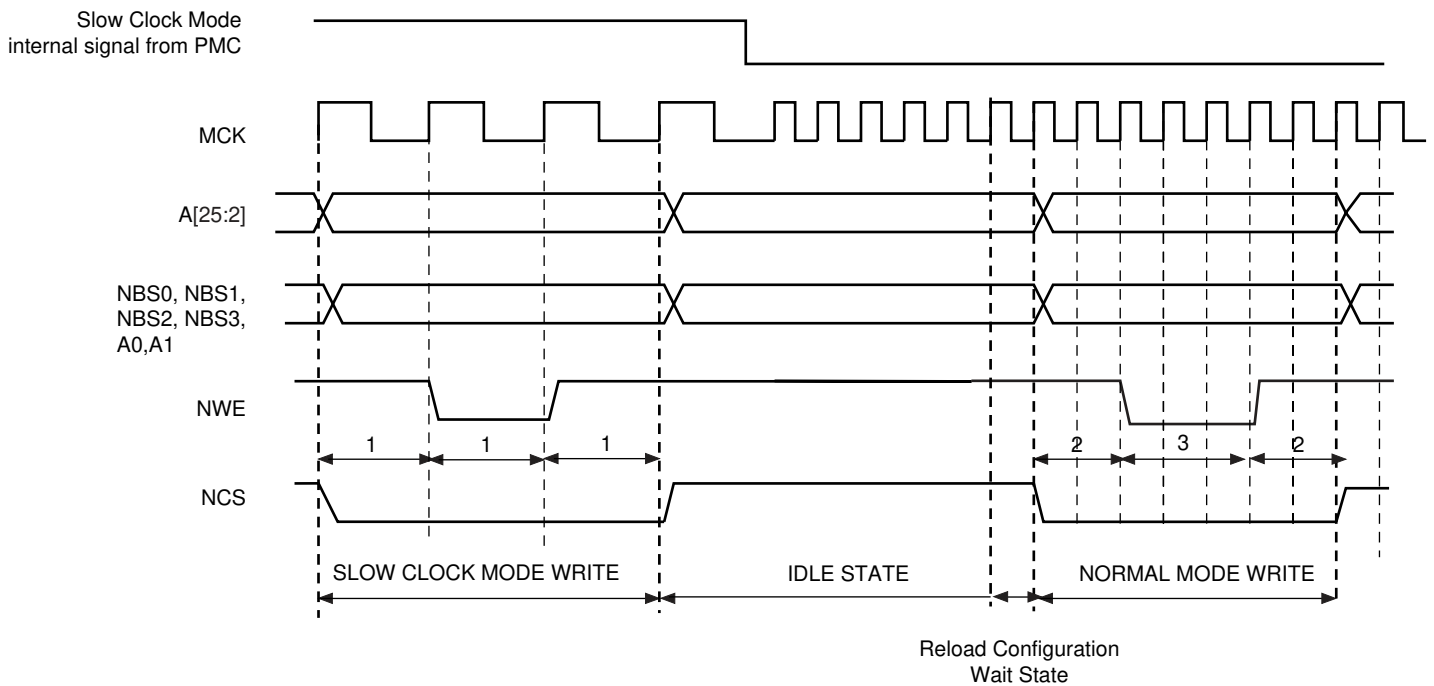 Slow Clock Mode
internal signal from PMC
MCK
A[25:2]
NBS0, NBS1,
NBS2, NBS3,
A0,A1
NWE
1 1 1 2 3 2
NCS
SLOW CLOCK MODE WRITE IDLE STATE NORMAL MODE WRITE
Reload Configuration
Wait State